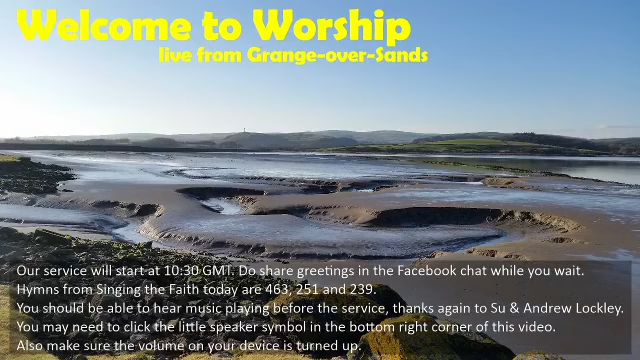 Welcome to Worship
live from Grange-over-Sands
Our service will start at 10:30 GMT. Do share greetings in the Facebook chat while you wait.
Hymns from Singing the Faith today are 463, 251 and 239.
You should be able to hear music playing before the service, thanks again to Su & Andrew Lockley.
You may need to click the little speaker symbol in the bottom right corner of this video.
Also make sure the volume on your device is turned up.